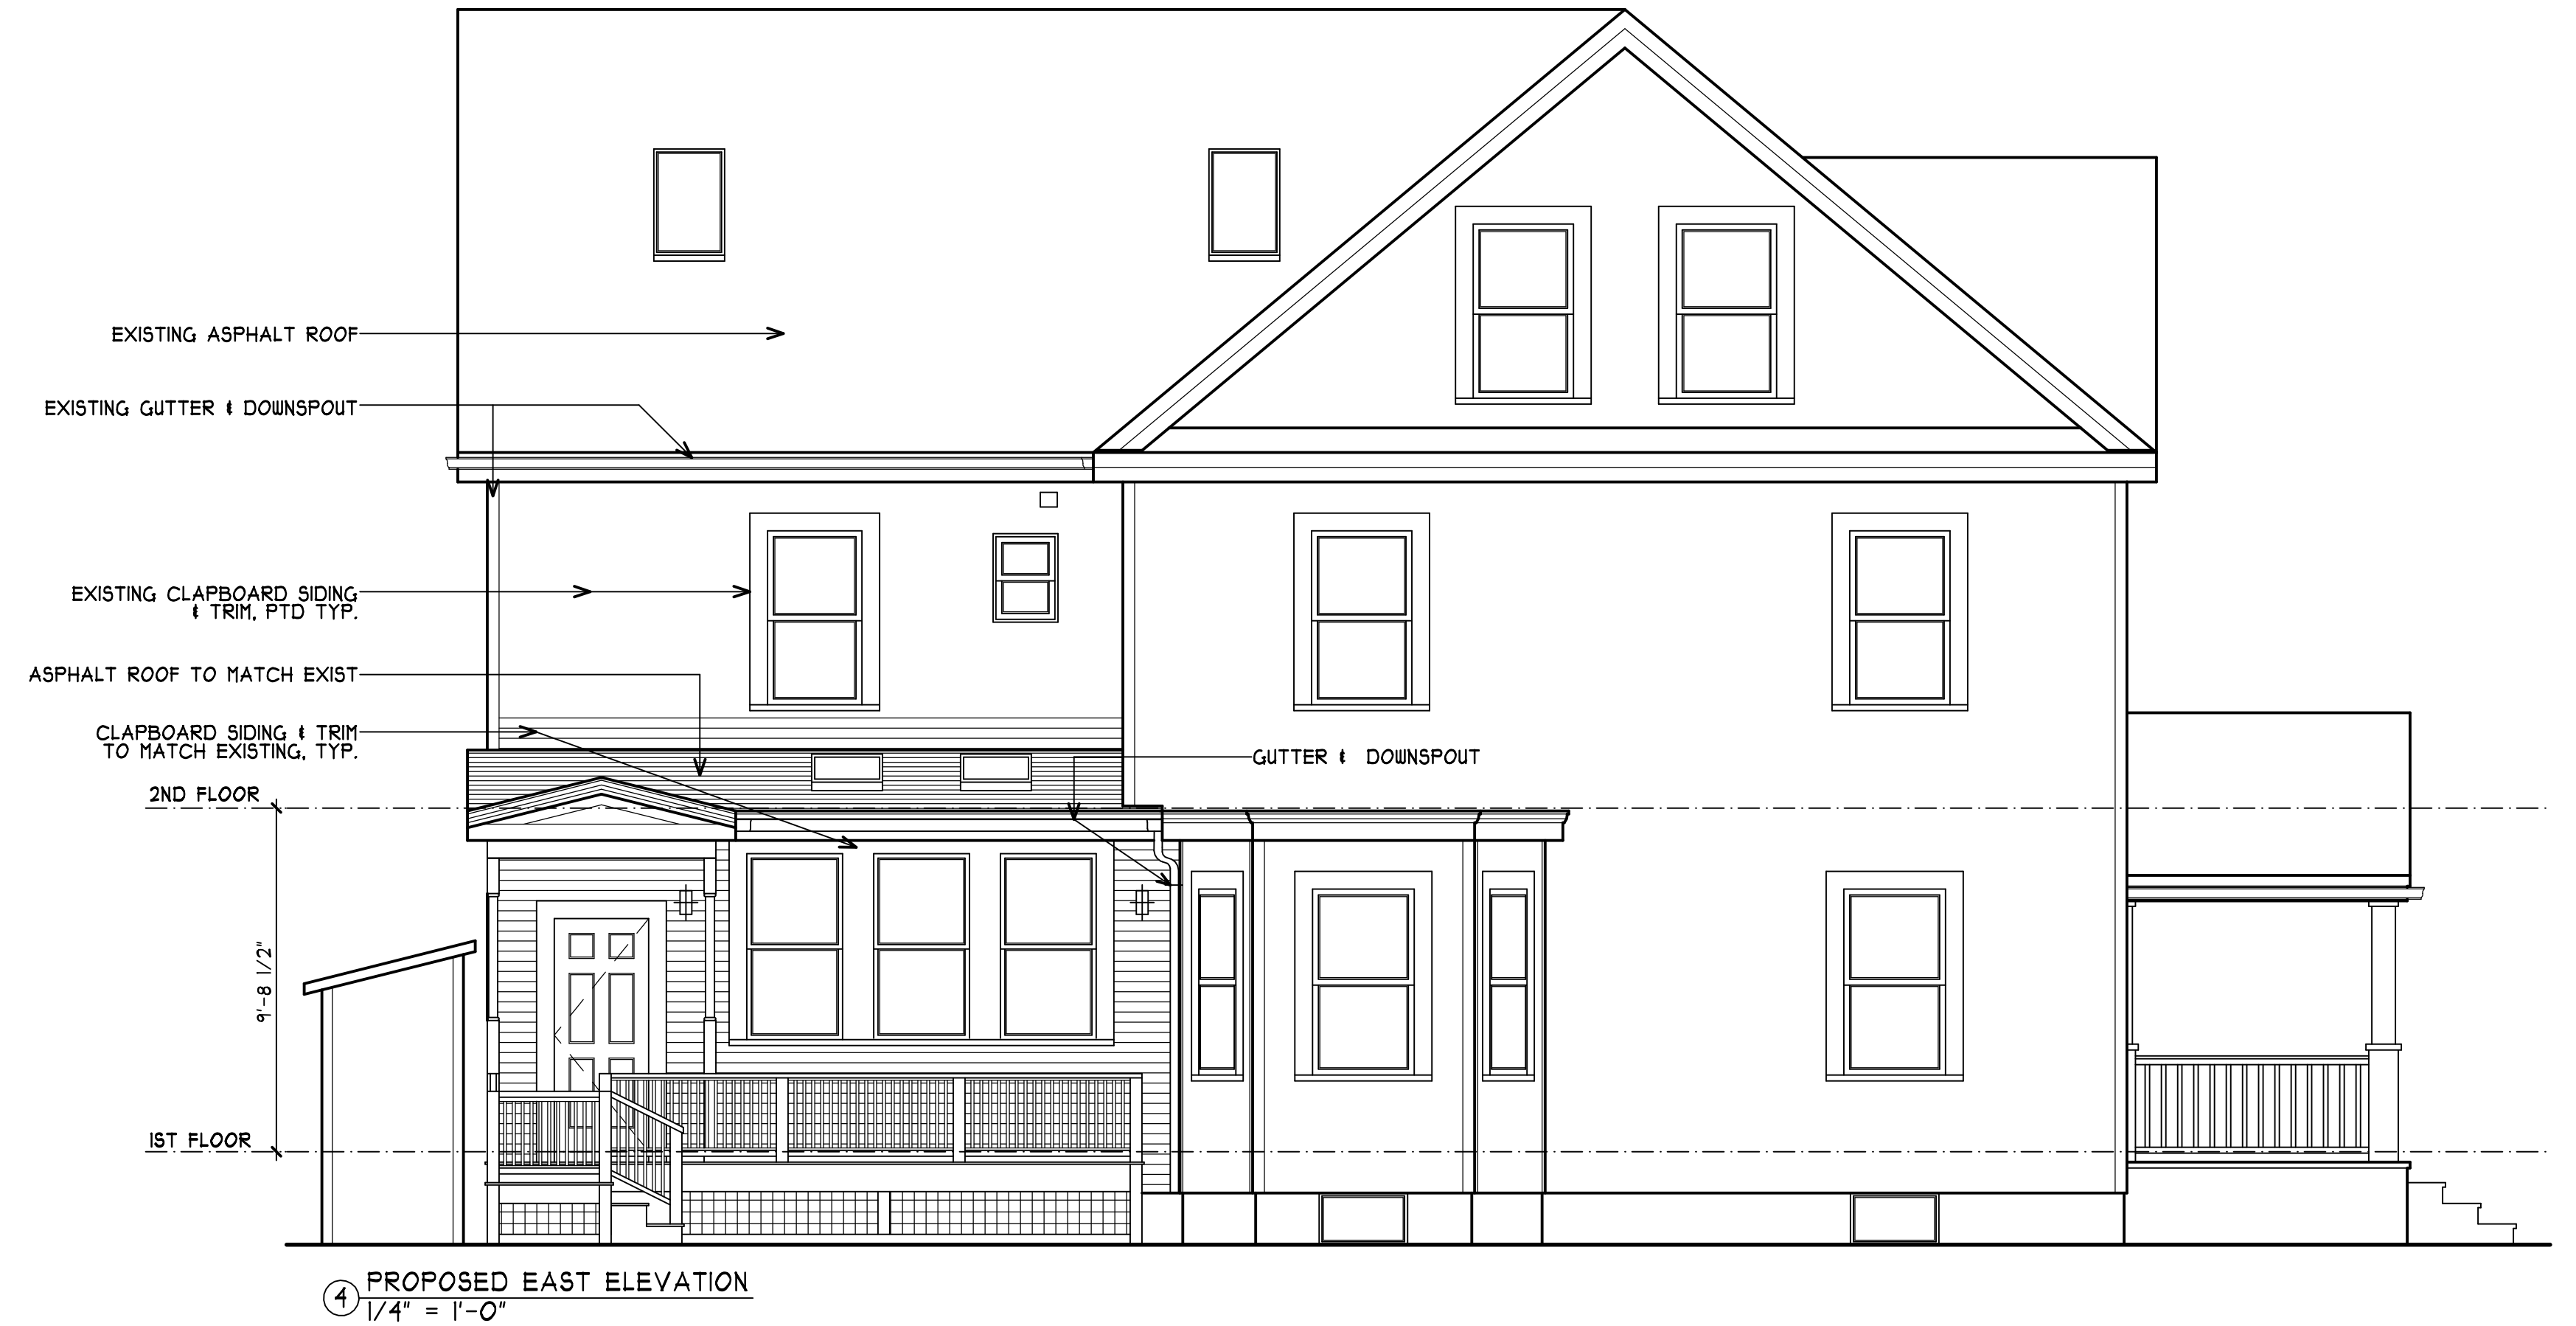 EXISTING ASPHALT ROOF
EXISTING GUTTER & DOWNSPOUT
EXISTING CLAPBOARD SIDING
& TRIM, PTD TYP.
ASPHALT ROOF TO MATCH EXIST
CLAPBOARD SIDING & TRIM
TO MATCH EXISTING, TYP.
GUTTER & DOWNSPOUT
2ND FLOOR
9'-8 1/2"
1ST FLOOR
4 PROPOSED EAST ELEVATION
1/4" = 1'-0"